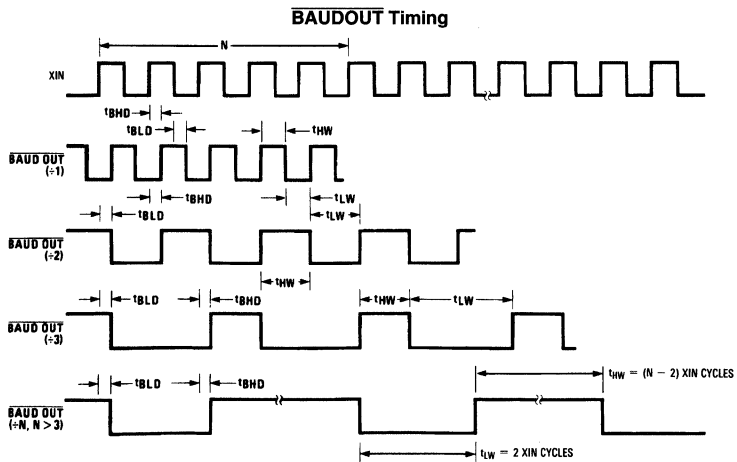 BAUDOUT Timing
N
XIN
tBHD
tBLD
tHW
BAUD OUT
(÷1)
tBHD
tLW
tBLD
tLW
BAUD OUT
(÷2)
tHW
tBLD
tBHD
tHW
tLW
BAUD OUT
(÷3)
tHW = (N − 2) XIN CYCLES
tBLD
tBHD
BAUD OUT
(÷N, N > 3)
tLW = 2 XIN CYCLES